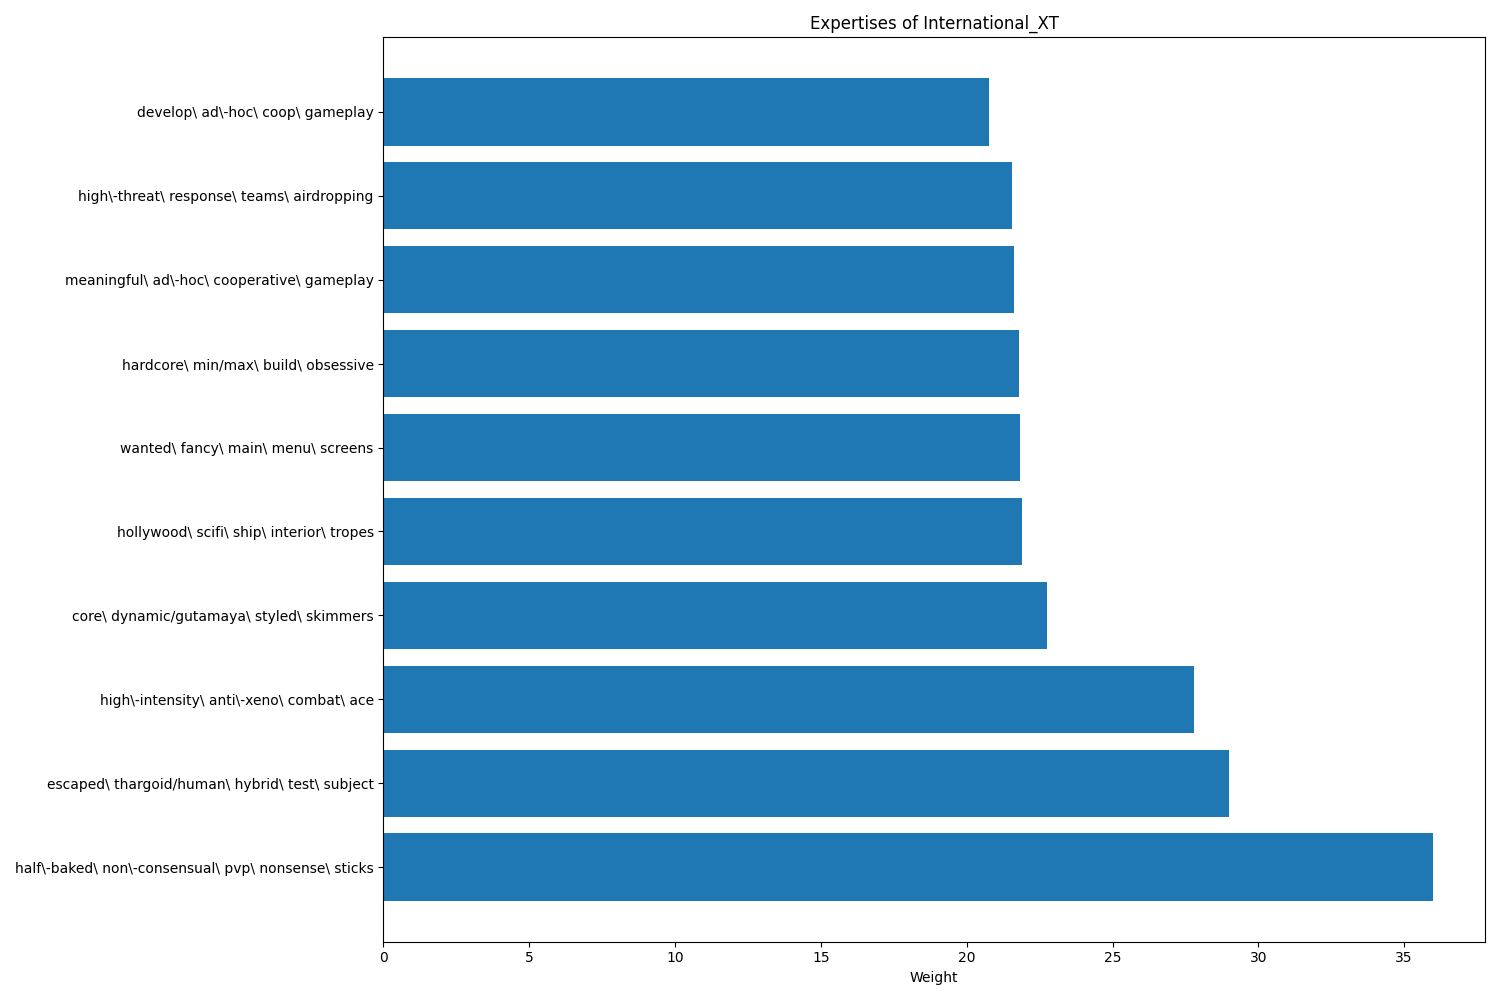 Expertises of International_XT
develop\ ad\-hoc\ coop\ gameplay
high\-threat\ response\ teams\ airdropping
meaningful\ ad\-hoc\ cooperative\ gameplay
hardcore\ min/max\ build\ obsessive
wanted\ fancy\ main\ menu\ screens
hollywood\ scifi\ ship\ interior\ tropes
core\ dynamic/gutamaya\ styled\ skimmers
high\-intensity\ anti\-xeno\ combat\ ace
escaped\ thargoid/human\ hybrid\ test\ subject
half\-baked\ non\-consensual\ pvp\ nonsense\ sticks
0 5 10 15 20 25 30 35
Weight